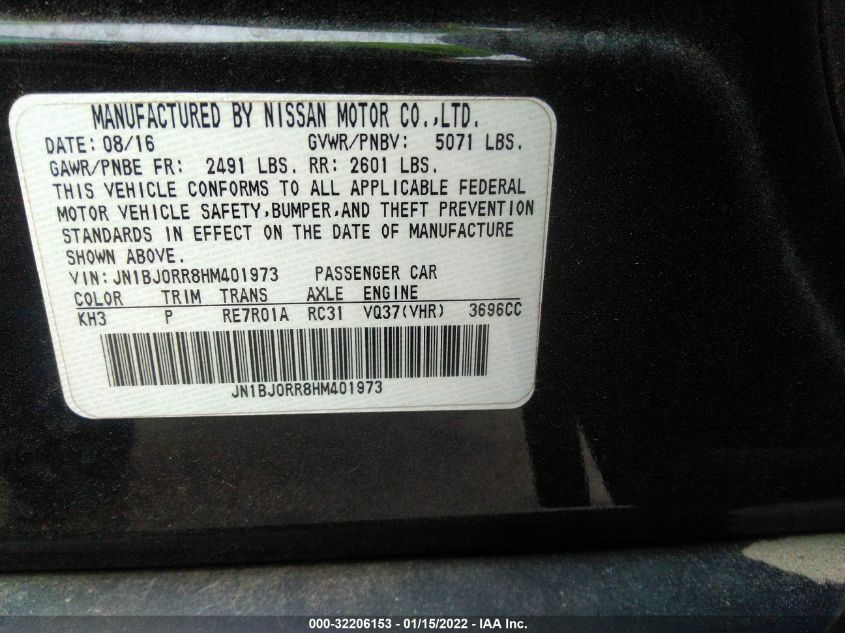 MANUFACTURED BY NISSAN MOTOR CO.,LTD.
DATE: 08/16 GVWR/PNBV: 5071 LBS.
GAWR/PNBE FR: 2491 LBS. RR: 2601 LBS.
THIS VEHICLE CONFORMS TO ALL APPLICABLE FEDERAL
MOTOR VEHICLE SAFETY,BUMPER,AND THEFT PREVENTION
STANDARDS IN EFFECT ON THE DATE OF MANUFACTURE
SHOWN ABOVE.
VIN: JN1BJ0RR8HM401973 PASSENGER CAR
COLOR TRIM TRANS AXLE ENGINE
KH3 P RE7R01A RC31 VQ37(VHR) 3696CC
JN1BJ0RR8HM401973
000-32206153 - 01/15/2022 - IAA Inc.